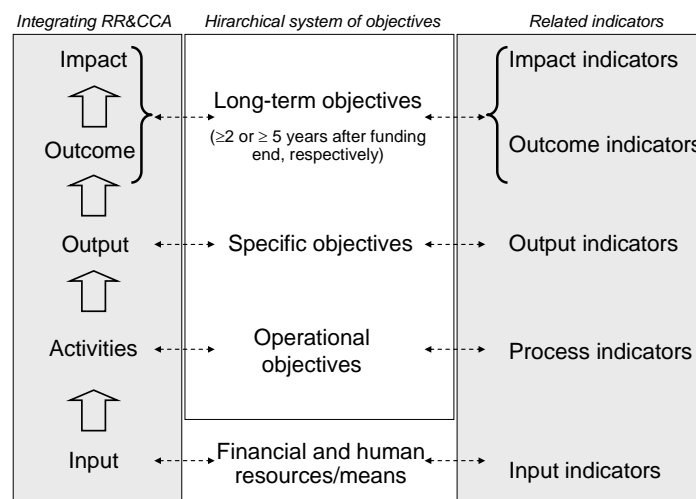 Integrating RR&CCA
Hirarchical system of objectives
Related indicators
Impact
Outcome
Output
Activities
Input
Long-term objectives
(≥2 or ≥ 5 years after funding
end, respectively)
Specific objectives
Operational
objectives
Financial and human
resources/means
Impact indicators
Outcome indicators
Output indicators
Process indicators
Input indicators